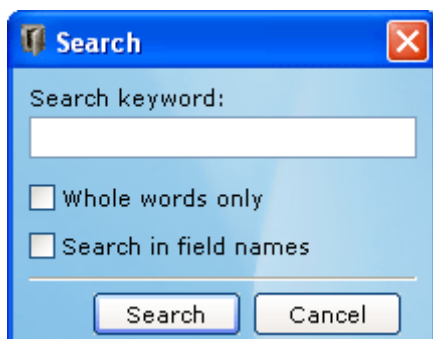 Search
Search keyword:
Whole words only
Search in field names
Search Cancel